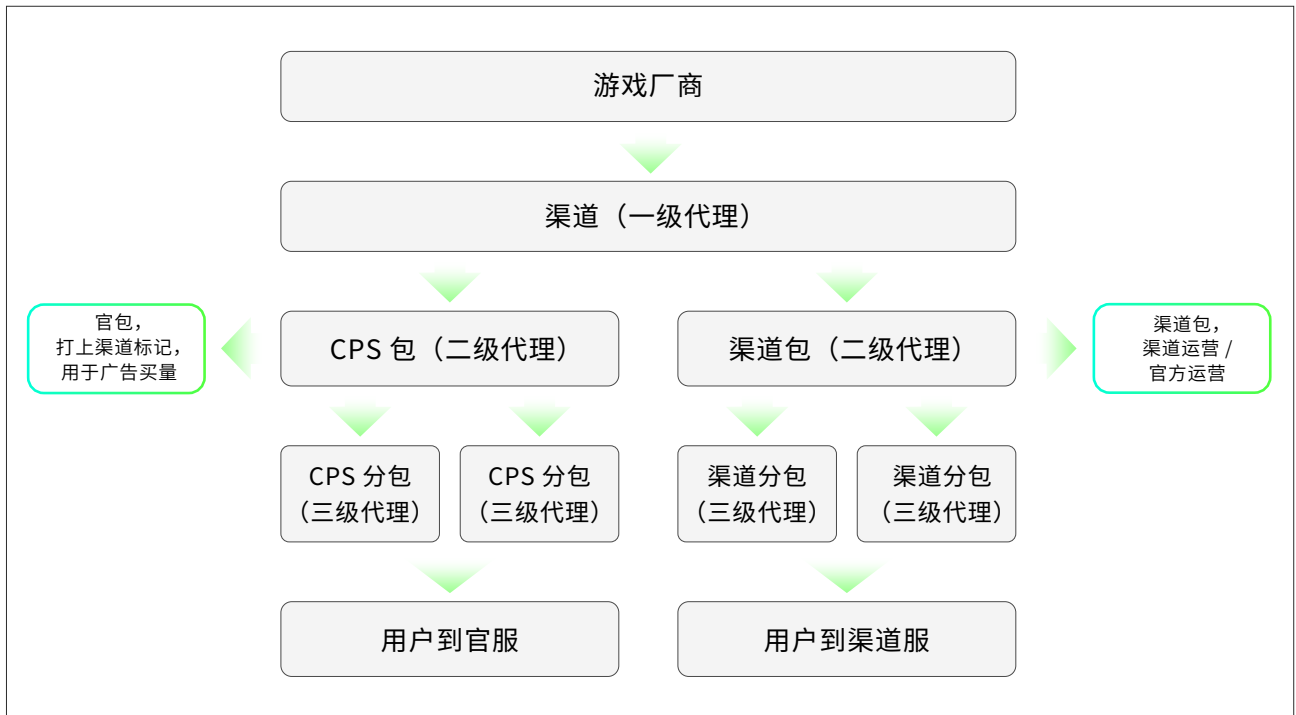 游戏厂商
渠道（一级代理）
官包，
打上渠道标记，
用于广告买量
CPS 包（二级代理）
渠道包（二级代理）
渠道包，
渠道运营 /
官方运营
CPS 分包
（三级代理）
CPS 分包
（三级代理）
渠道分包
（三级代理）
渠道分包
（三级代理）
用户到官服
用户到渠道服